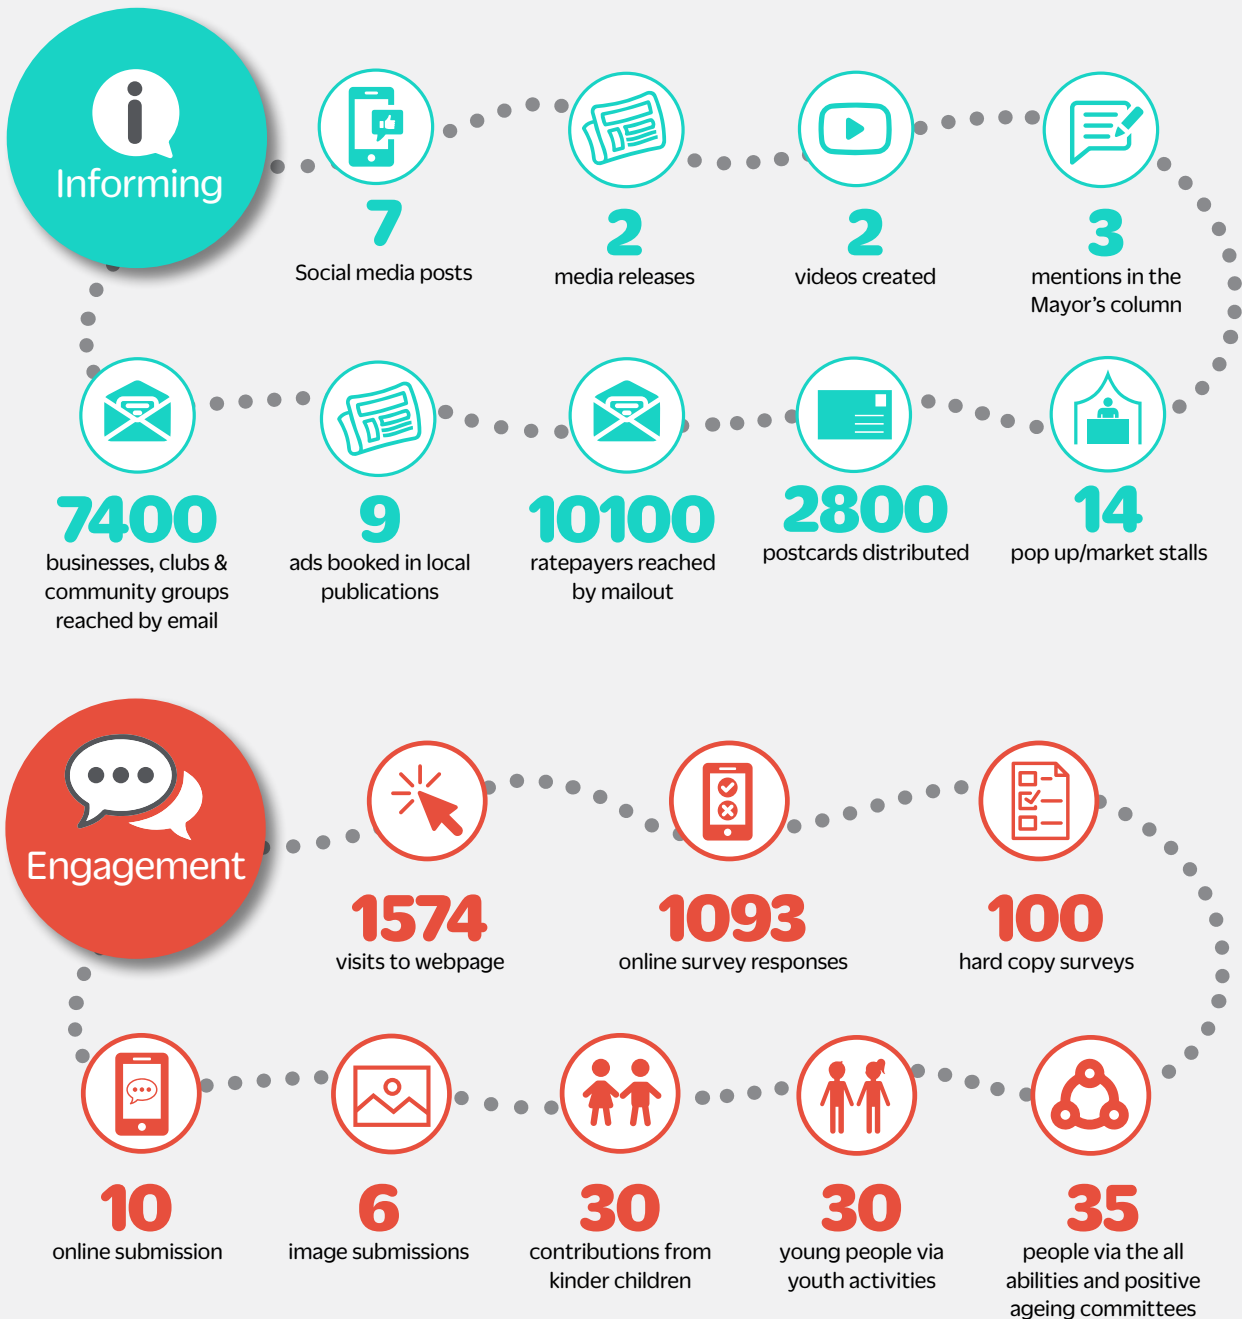 i
Informing
7
Social media posts
2
media releases
2
videos created
3
mentions in the
Mayor's column
7400
businesses, clubs &
community groups
reached by email
9
ads booked in local
publications
10100
ratepayers reached
by mailout
2800
postcards distributed
14
pop up/market stalls
Engagement
1574
visits to webpage
1093
online survey responses
100
hard copy surveys
10
online submission
6
image submissions
30
contributions from
kinder children
30
young people via
youth activities
35
people via the all
abilities and positive
ageing committees